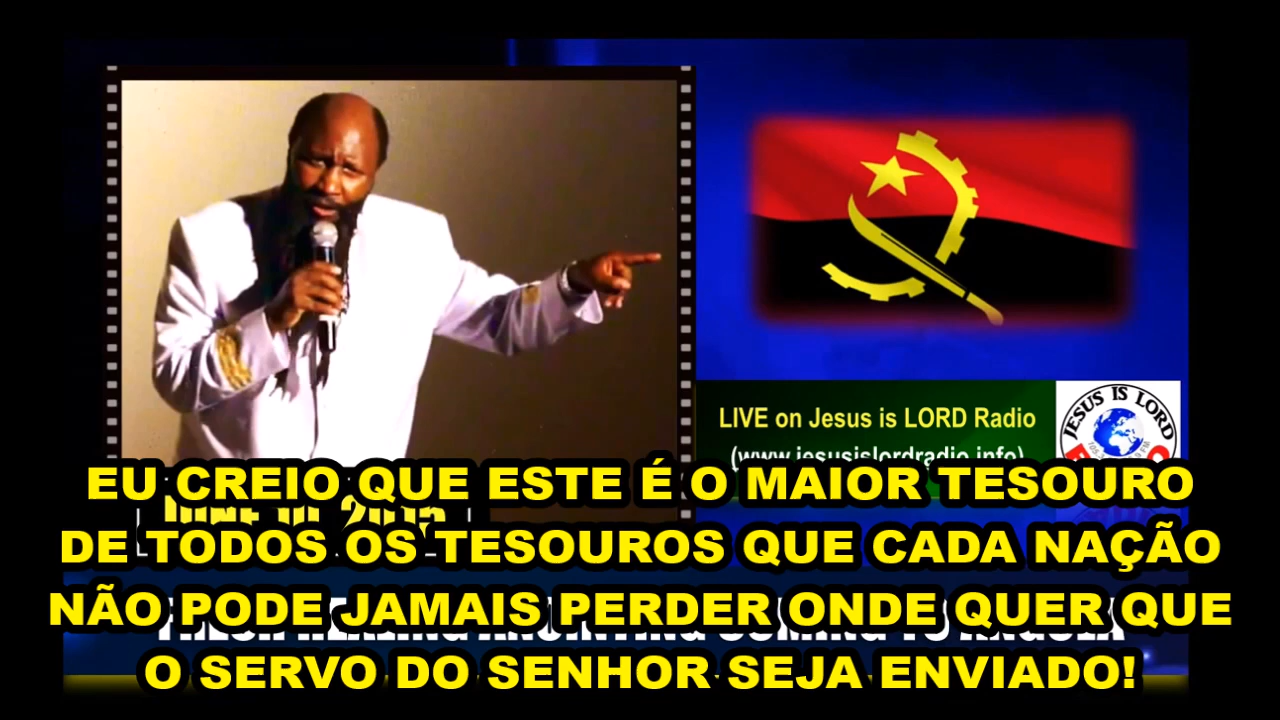 LIVE on Jesus is LORD Radio
(www.jesusislordradio.info)
JESUS IS LORD
EU CREIO QUE ESTE É O MAIOR TESOURO
DE TODOS OS TESOUROS QUE CADA NAÇÃO
NÃO PODE JAMAIS PERDER ONDE QUER QUE
O SERVO DO SENHOR SEJA ENVIADO!